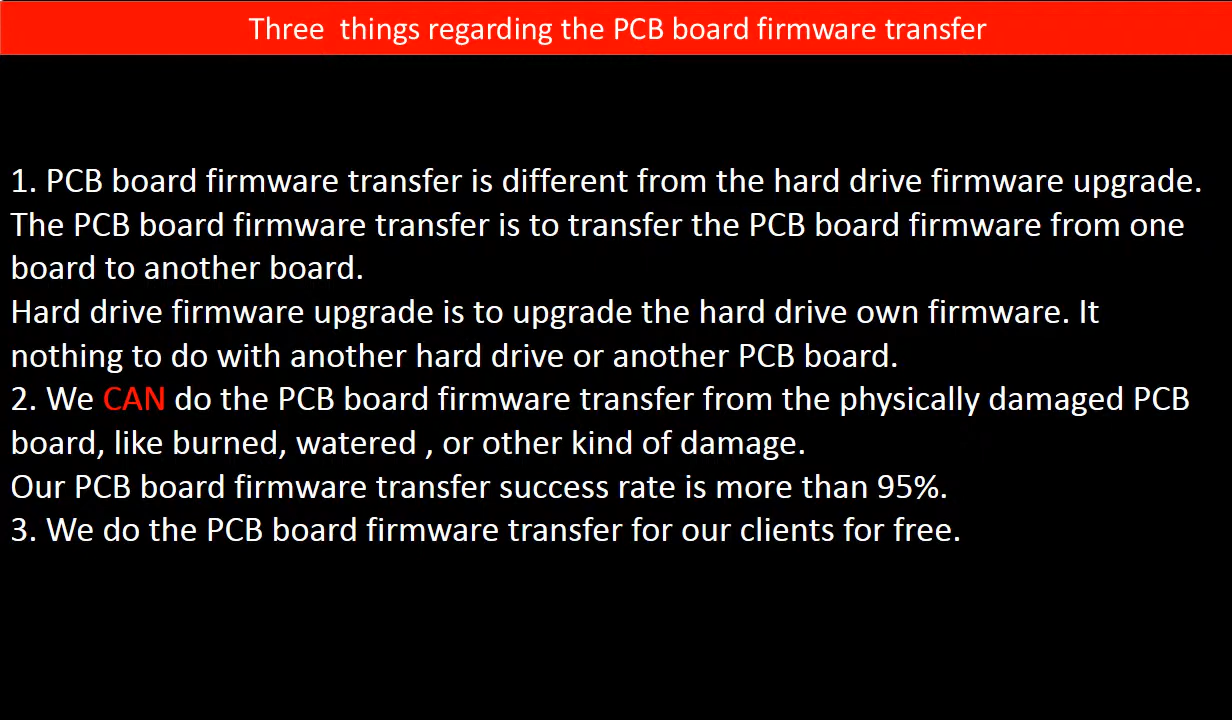 Three  things regarding the PCB board firmware transfer
1. PCB board firmware transfer is different from the hard drive firmware upgrade.
The PCB board firmware transfer is to transfer the PCB board firmware from one
board to another board.
Hard drive firmware upgrade is to upgrade the hard drive own firmware. It
nothing to do with another hard drive or another PCB board.
2. We CAN do the PCB board firmware transfer from the physically damaged PCB
board, like burned, watered , or other kind of damage.
Our PCB board firmware transfer success rate is more than 95%.
3. We do the PCB board firmware transfer for our clients for free.